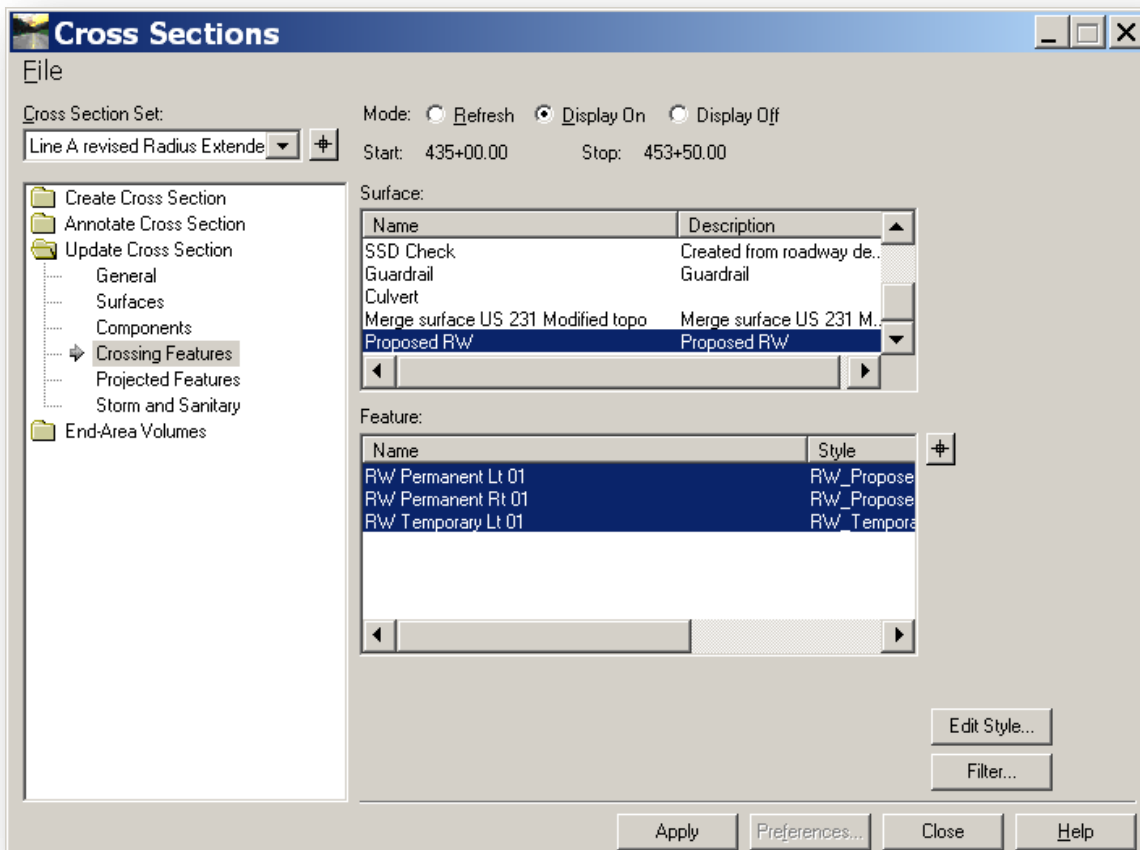 Cross Sections
File
Cross Section Set:
Line A revised Radius Extende
Mode: Refresh Display On Display Off
Start: 435+00.00 Stop: 453+50.00
Create Cross Section
Annotate Cross Section
Update Cross Section
General
Surfaces
Components
Crossing Features
Projected Features
Storm and Sanitary
End-Area Volumes
Surface:
Name Description
SSD Check Created from roadway de..
Guardrail Guardrail
Culvert
Merge surface US 231 Modified topo Merge surface US 231 M..
Proposed RW Proposed RW
Feature:
Name Style
RW Permanent Lt 01 RW_Propose
RW Permanent Rt 01 RW_Propose
RW Temporary Lt 01 RW_Tempora
Edit Style...
Filter...
Apply Preferences... Close Help